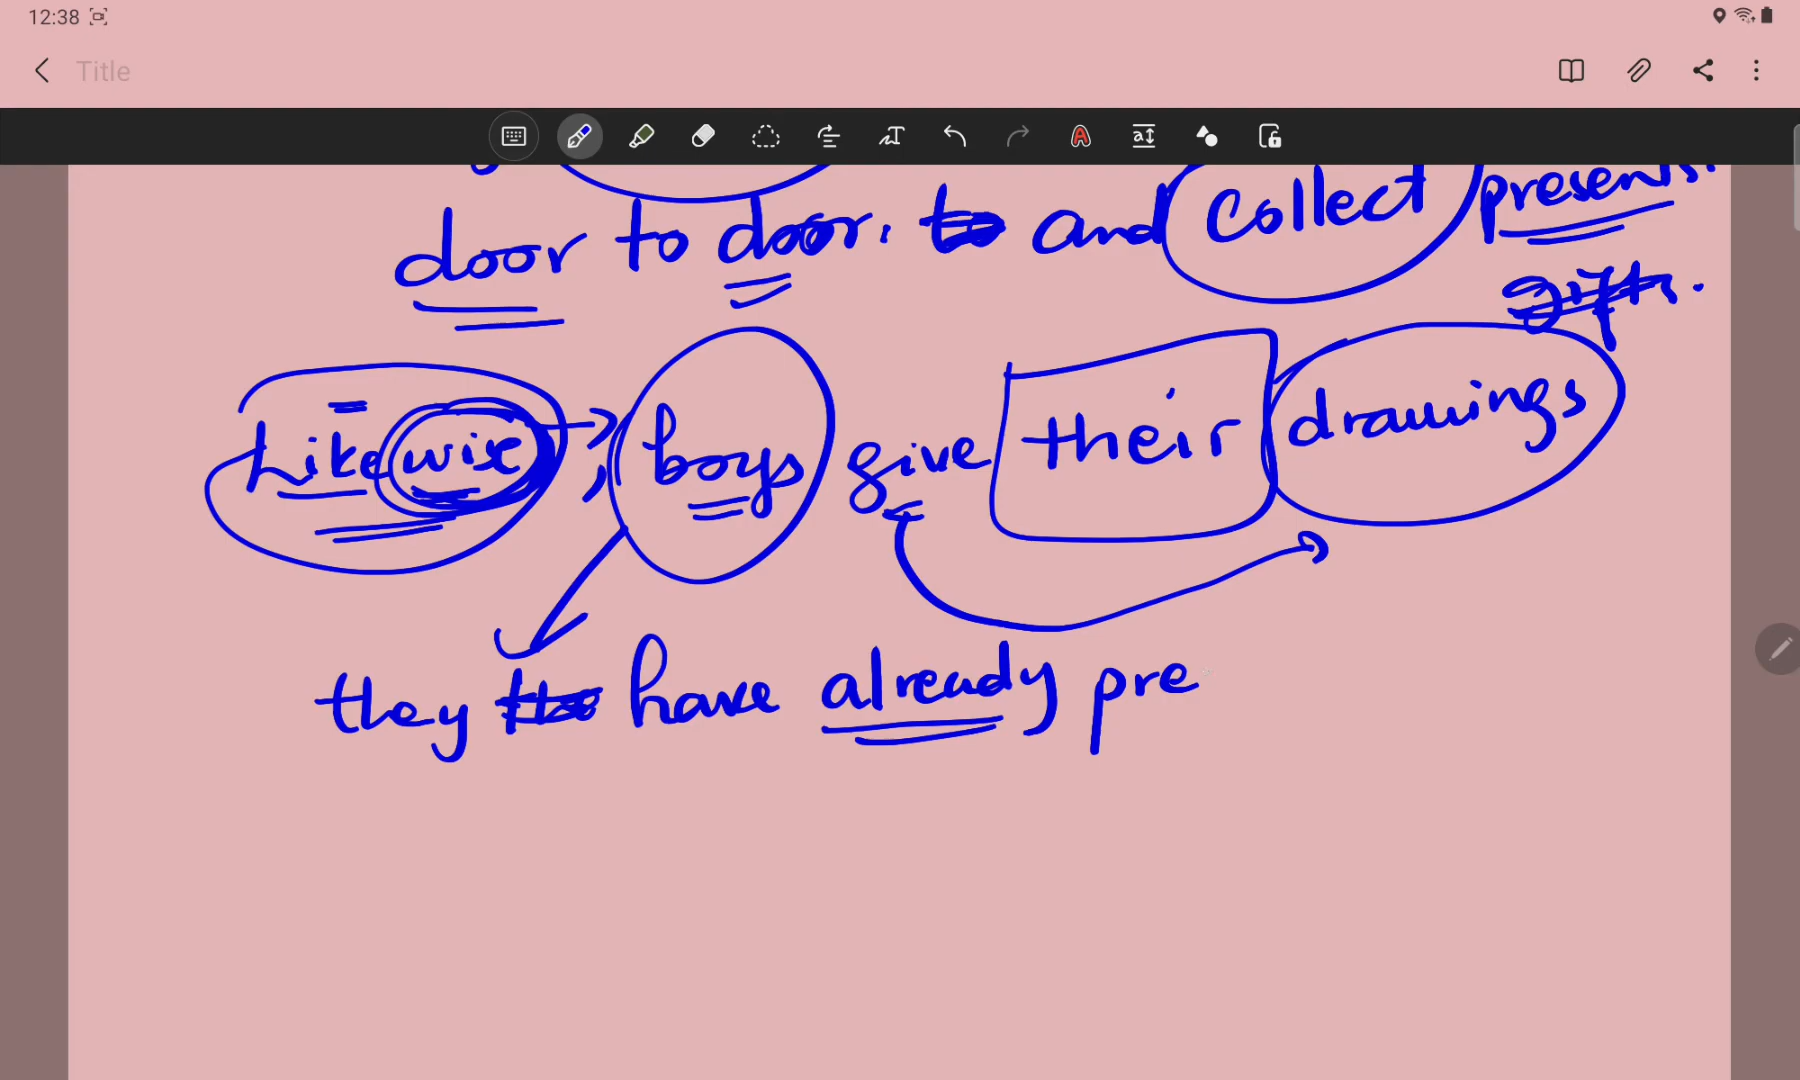 12:38
Title
door to door. to and collect presents.
gifts.
Likewise, boys give their drawings
they have already pre